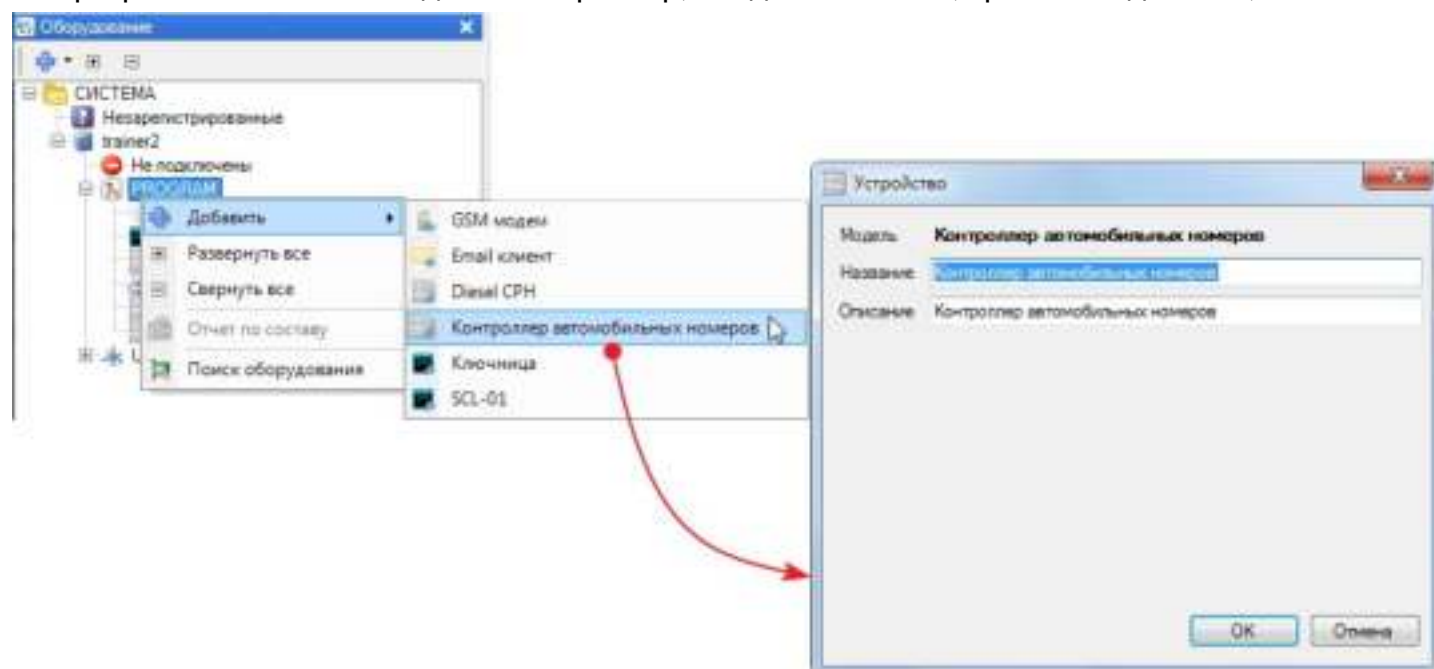 Оборудование
СИСТЕМА
Незарегистрированные
trainer2
Не подключены
PROGRAM
Добавить
Развернуть все
Свернуть все
Отчет по составу
Поиск оборудования
GSM модем
Email клиент
Diesel CPH
Контроллер автомобильных номеров
Ключница
SCL-01
Устройство
Модель Контроллер автомобильных номеров
Название Контроллер автомобильных номеров
Описание Контроллер автомобильных номеров
OK Отмена